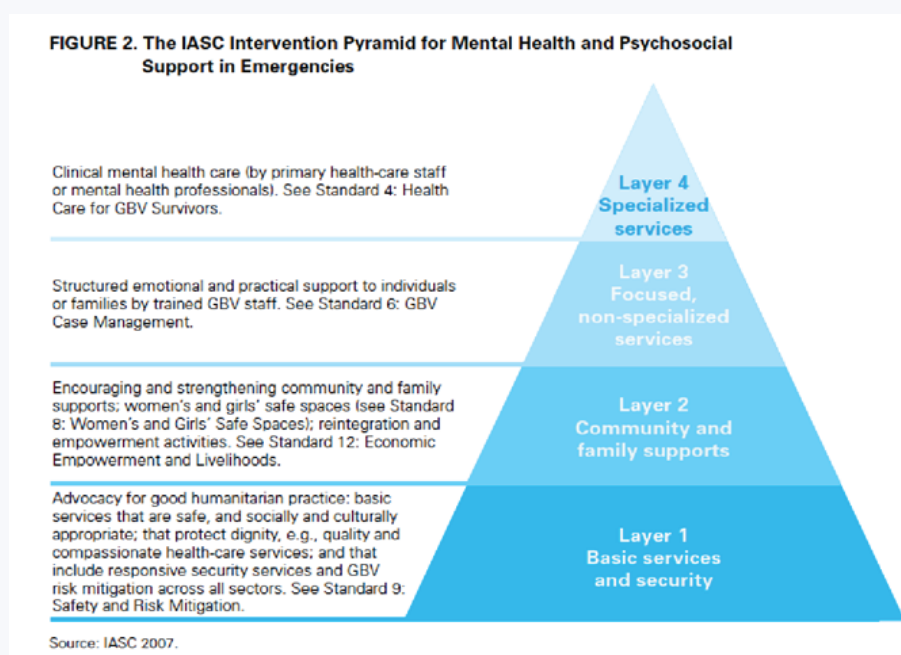 FIGURE 2. The IASC Intervention Pyramid for Mental Health and Psychosocial
Support in Emergencies
Clinical mental health care (by primary health-care staff
or mental health professionals). See Standard 4: Health
Care for GBV Survivors.
Layer 4
Specialized
services
Structured emotional and practical support to individuals
or families by trained GBV staff. See Standard 6: GBV
Case Management.
Layer 3
Focused,
non-specialized
services
Encouraging and strengthening community and family
supports; women's and girls' safe spaces (see Standard
8: Women's and Girls' Safe Spaces); reintegration and
empowerment activities. See Standard 12: Economic
Empowerment and Livelihoods.
Layer 2
Community and
family supports
Advocacy for good humanitarian practice: basic
services that are safe, and socially and culturally
appropriate; that protect dignity, e.g., quality and
compassionate health-care services; and that
include responsive security services and GBV
risk mitigation across all sectors. See Standard 9:
Safety and Risk Mitigation.
Layer 1
Basic services
and security
Source: IASC 2007.